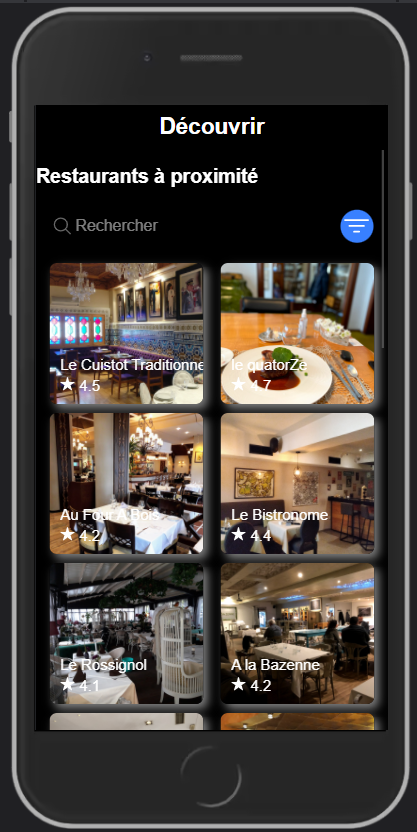 Découvrir
Restaurants à proximité
Rechercher
Le Cuistot Traditionne
★ 4.5
le quatorZe
★ 4.7
Au Four A Bois
★ 4.2
Le Bistronome
★ 4.4
Le Rossignol
★ 4.1
A la Bazenne
★ 4.2